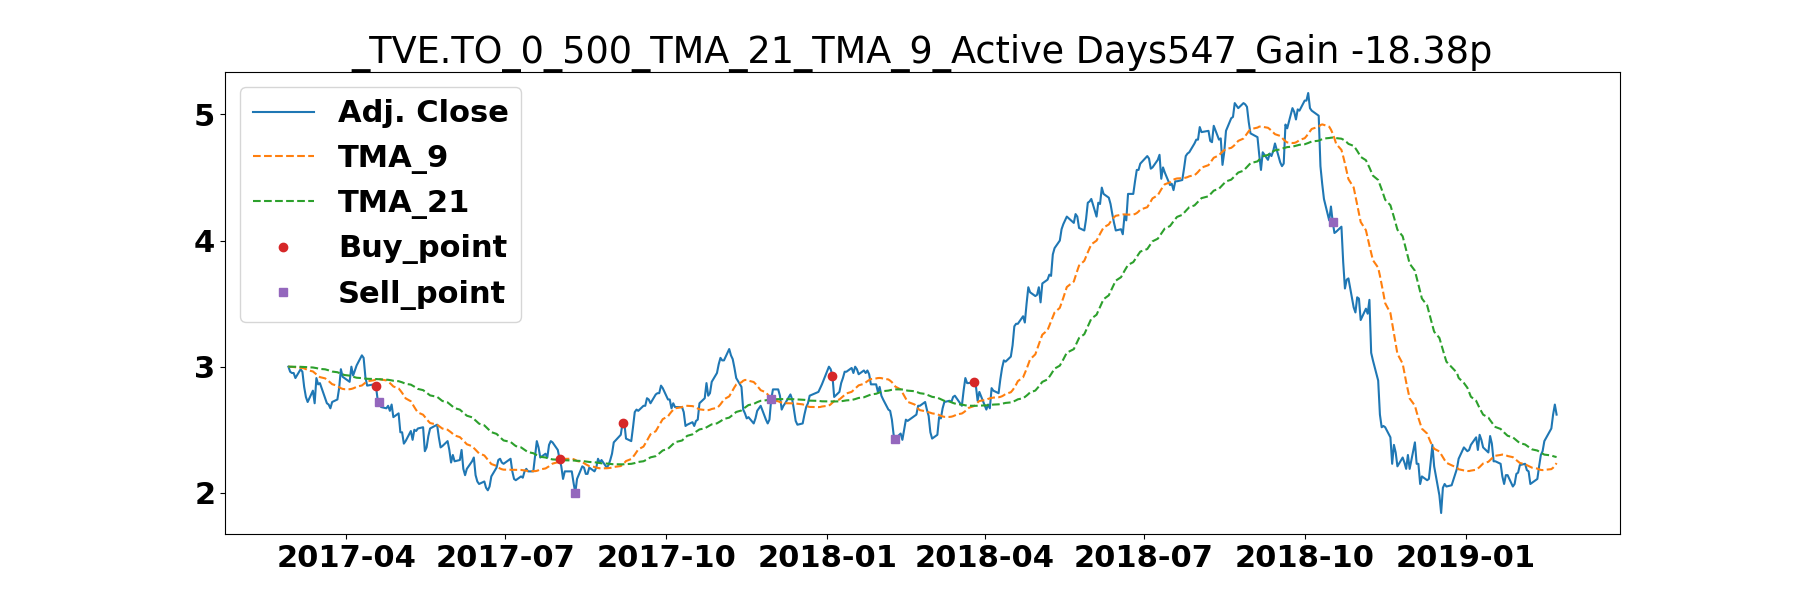 _TVE.TO_0_500_TMA_21_TMA_9_Active Days547_Gain -18.38p
Adj. Close
TMA_9
TMA_21
Buy_point
Sell_point
5
4
3
2
2017-04 2017-07 2017-10 2018-01 2018-04 2018-07 2018-10 2019-01